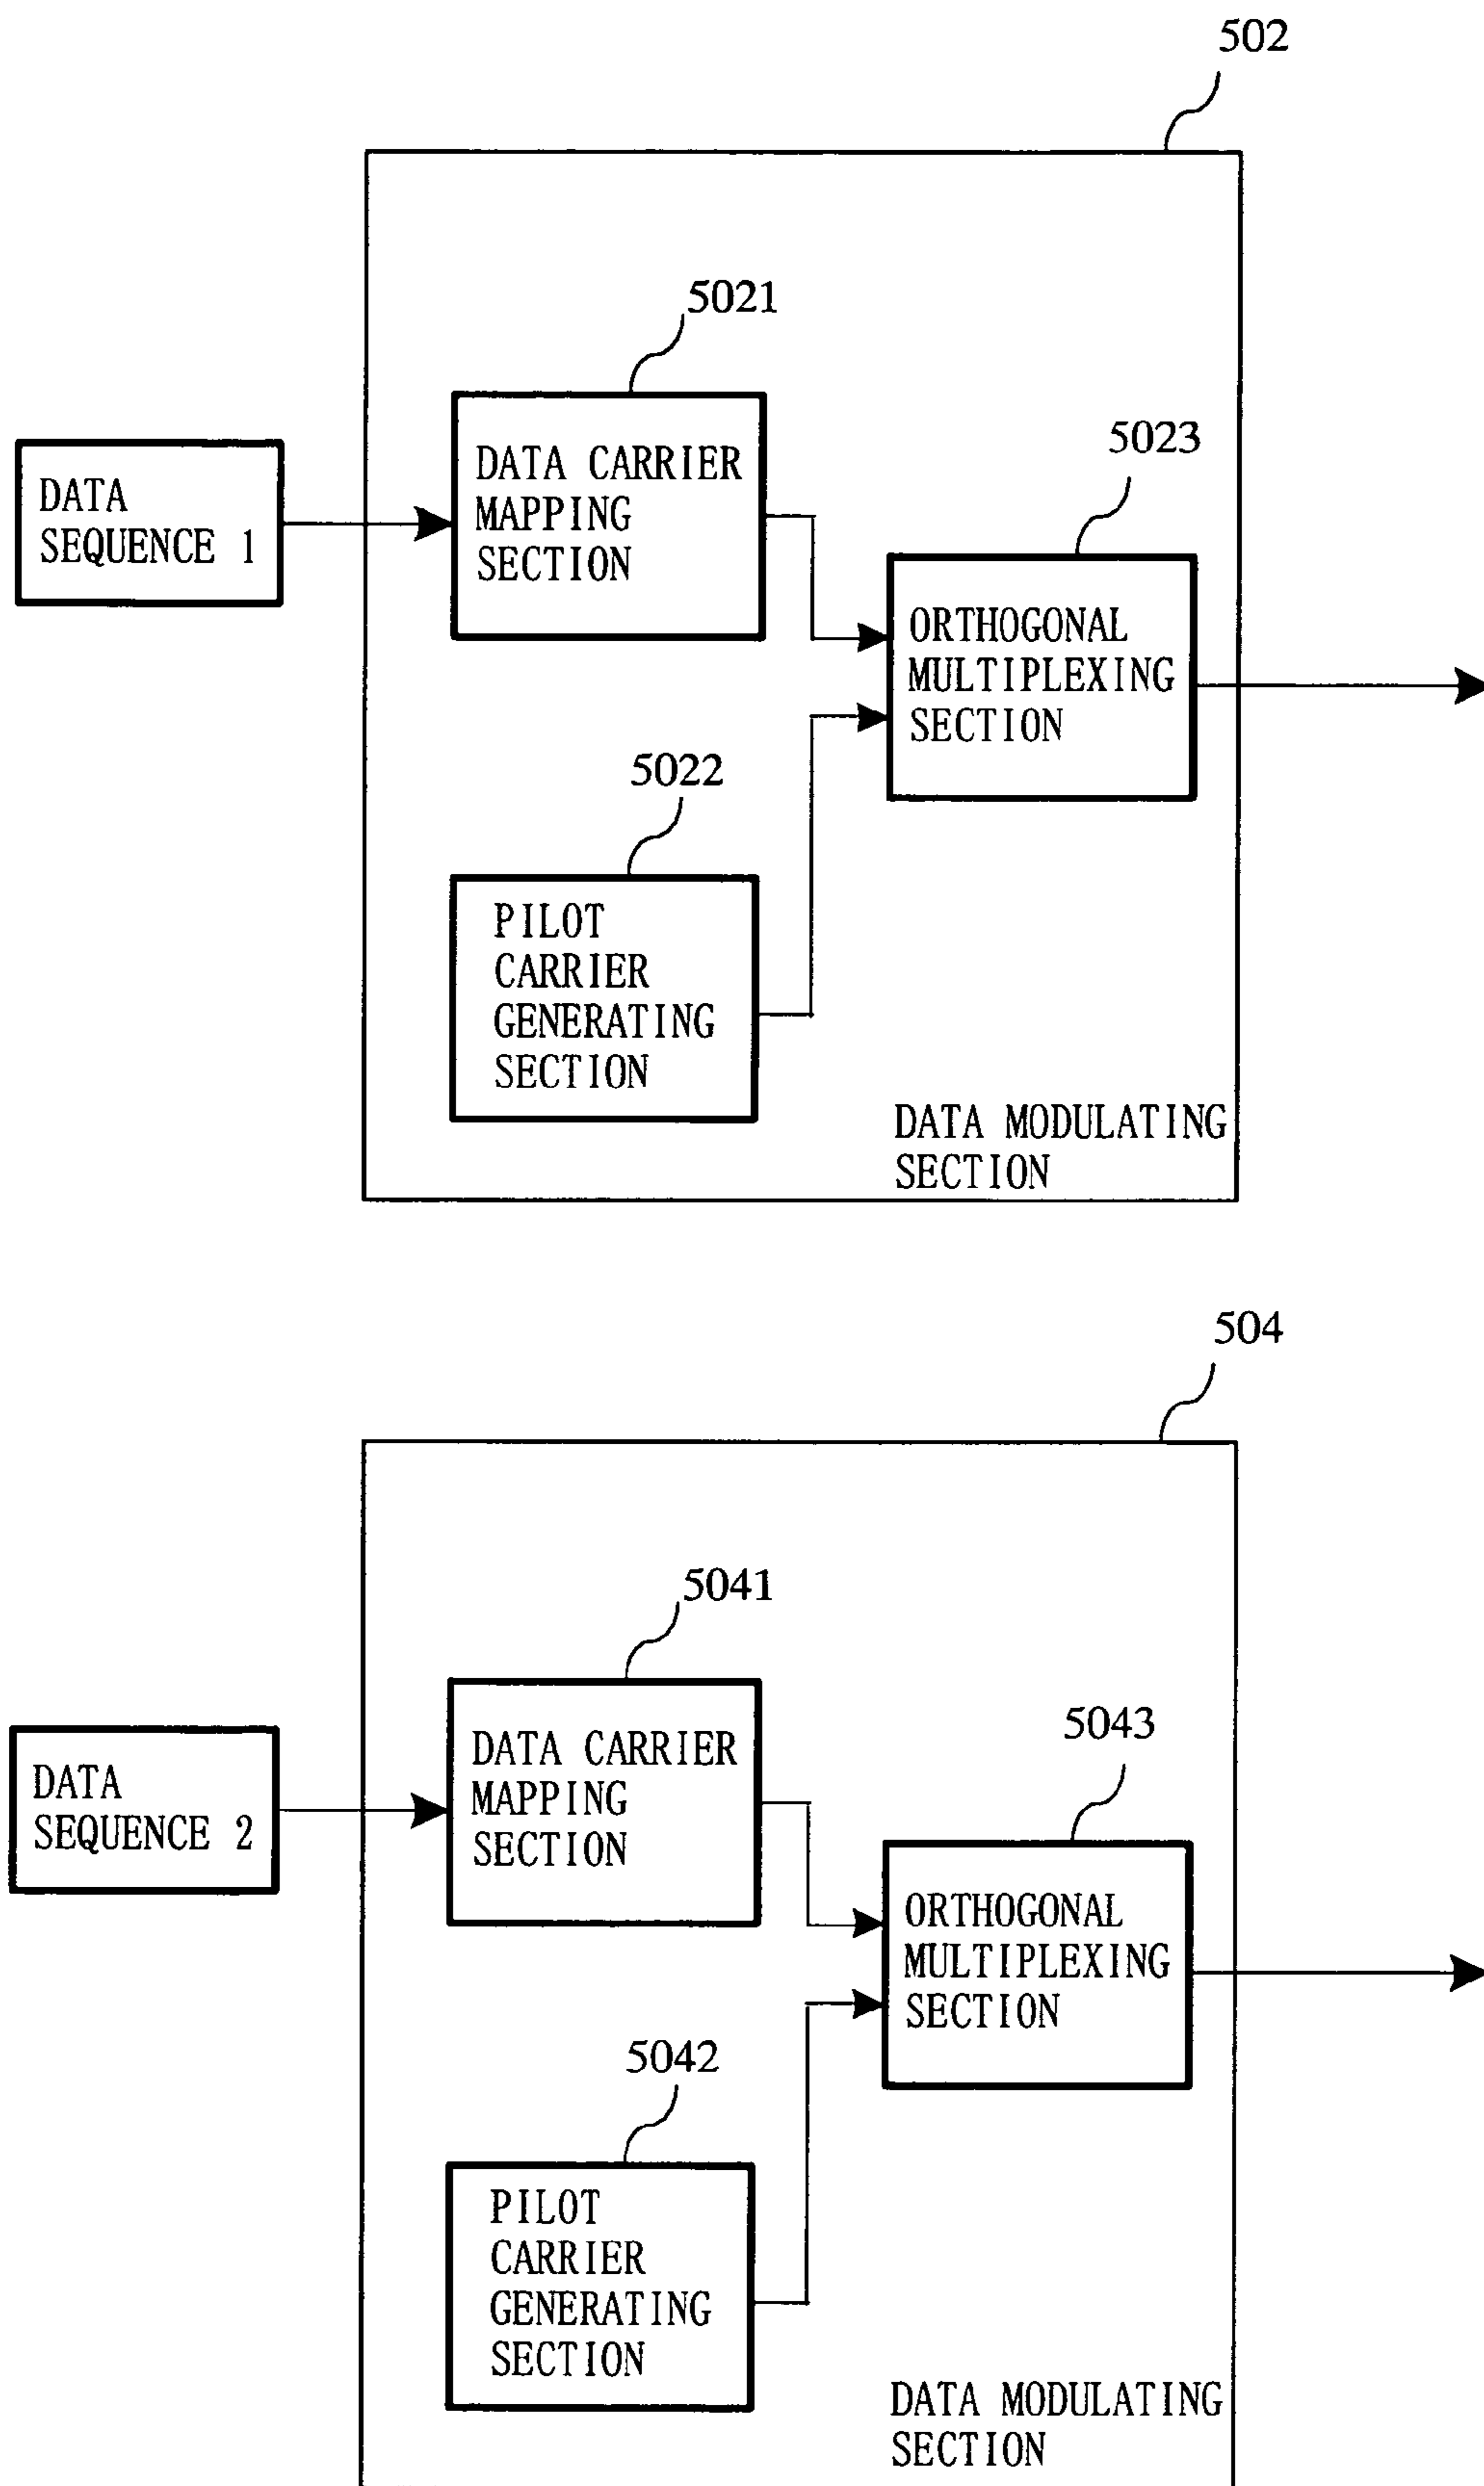 502
5021
DATA CARRIER
MAPPING
SECTION
5023
DATA
SEQUENCE 1
ORTHOGONAL
MULTIPLEXING
SECTION
5022
PILOT
CARRIER
GENERATING
SECTION
DATA MODULATING
SECTION
504
5041
DATA CARRIER
MAPPING
SECTION
5043
DATA
SEQUENCE 2
ORTHOGONAL
MULTIPLEXING
SECTION
5042
PILOT
CARRIER
GENERATING
SECTION
DATA MODULATING
SECTION